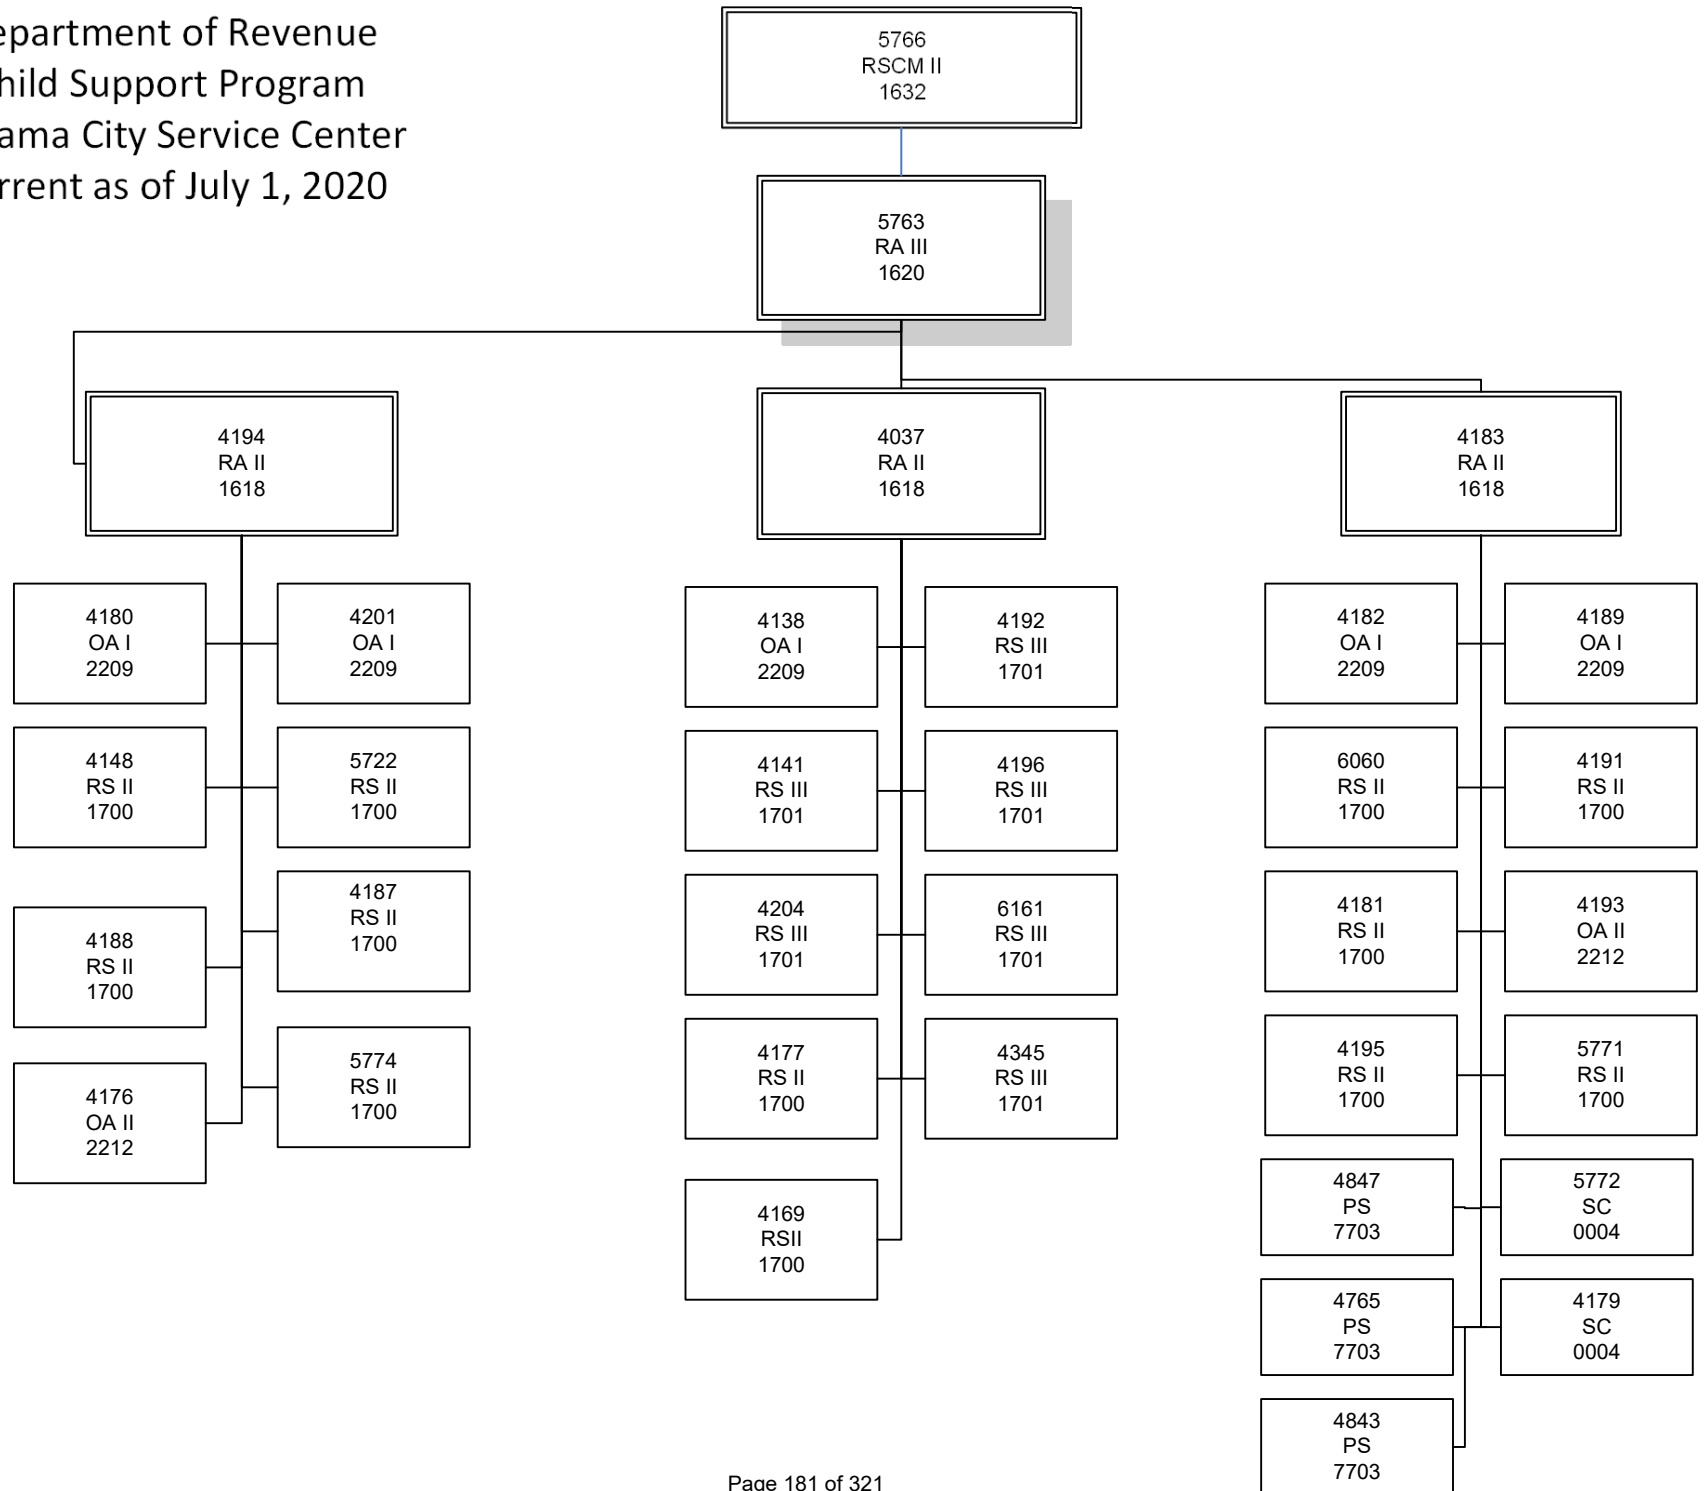 epartment of Revenue
hild Support Program
ama City Service Center
rrent as of July 1, 2020
5766
RSCM II
1632
5763
RA III
1620
4194
RA II
1618
4037
RA II
1618
4183
RA II
1618
4180
OA I
2209
4201
OA I
2209
4148
RS II
1700
5722
RS II
1700
4188
RS II
1700
4187
RS II
1700
4176
OA II
2212
5774
RS II
1700
4138
OA I
2209
4192
RS III
1701
4141
RS III
1701
4196
RS III
1701
4204
RS III
1701
6161
RS III
1701
4177
RS II
1700
4345
RS III
1701
4169
RSII
1700
4182
OA I
2209
4189
OA I
2209
6060
RS II
1700
4191
RS II
1700
4181
RS II
1700
4193
OA II
2212
4195
RS II
1700
5771
RS II
1700
4847
PS
7703
5772
SC
0004
4765
PS
7703
4179
SC
0004
4843
PS
7703
Page 181 of 321